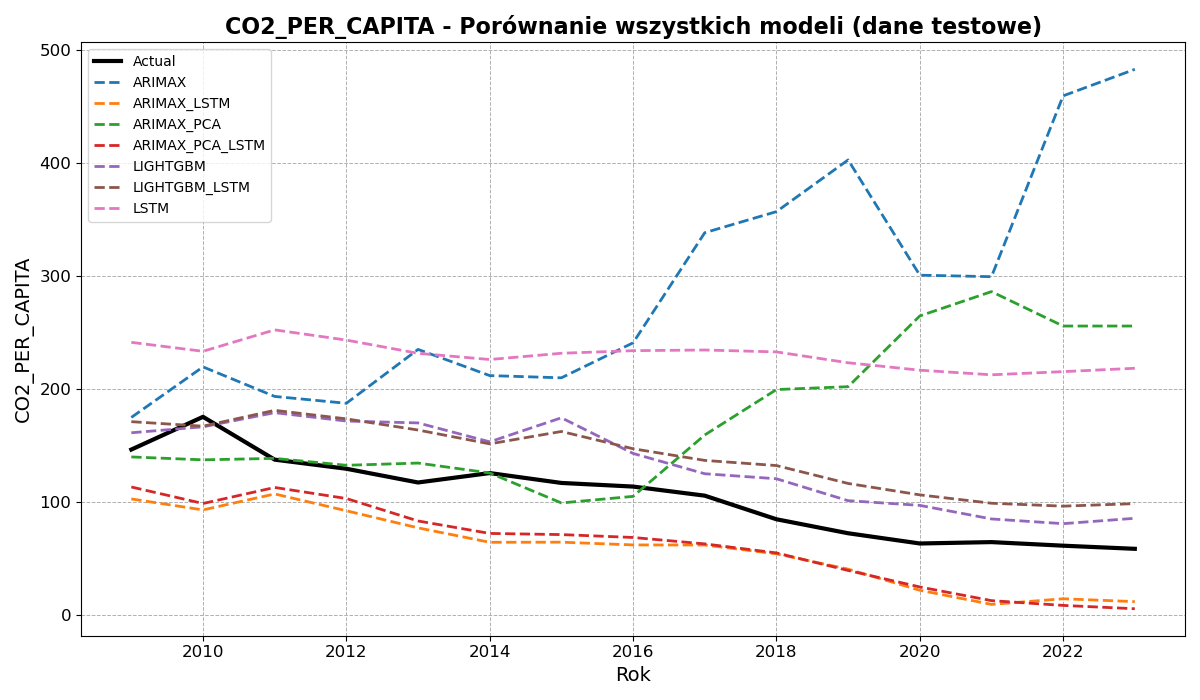 CO2_PER_CAPITA - Porównanie wszystkich modeli (dane testowe)
Actual
ARIMAX
ARIMAX_LSTM
ARIMAX_PCA
ARIMAX_PCA_LSTM
LIGHTGBM
LIGHTGBM_LSTM
LSTM
CO2_PER_CAPITA
500
400
300
200
100
0
2010 2012 2014 2016 2018 2020 2022
Rok